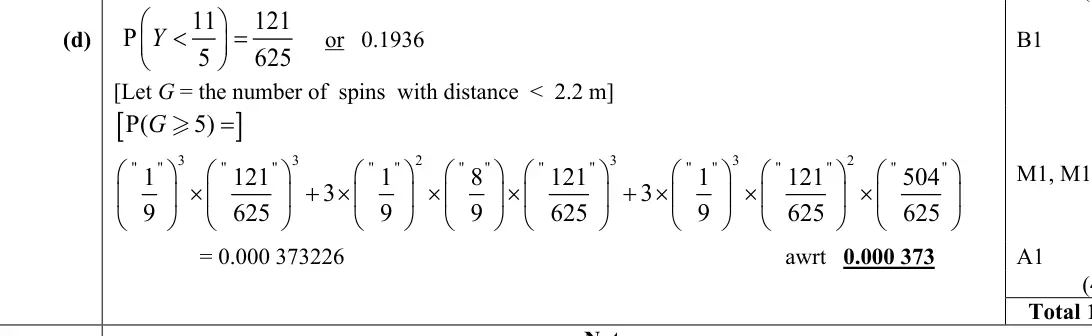 (d) P(Y < 11/5) = 121/625 or 0.1936 B1
[Let G = the number of spins with distance < 2.2 m]
[P(G ⩾ 5) =]
("1/9")³ × ("121/625")³ + 3 × ("1/9")² × ("8/9") × ("121/625")³ + 3 × ("1/9")³ × ("121/625")² × ("504"/625) M1, M1
= 0.000 373226 awrt 0.000 373 A1
Total 1